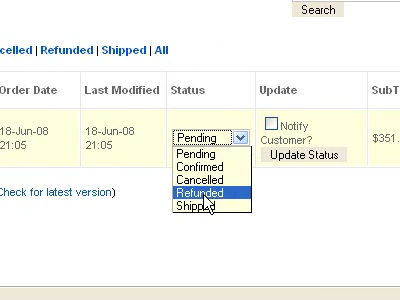 Search
celled | Refunded | Shipped | All
Order Date Last Modified Status Update SubT
18-Jun-08 21:05 18-Jun-08 21:05 Pending Notify Customer? $351.
Update Status
Pending
Confirmed
Cancelled
Refunded
Shipped
Check for latest version)